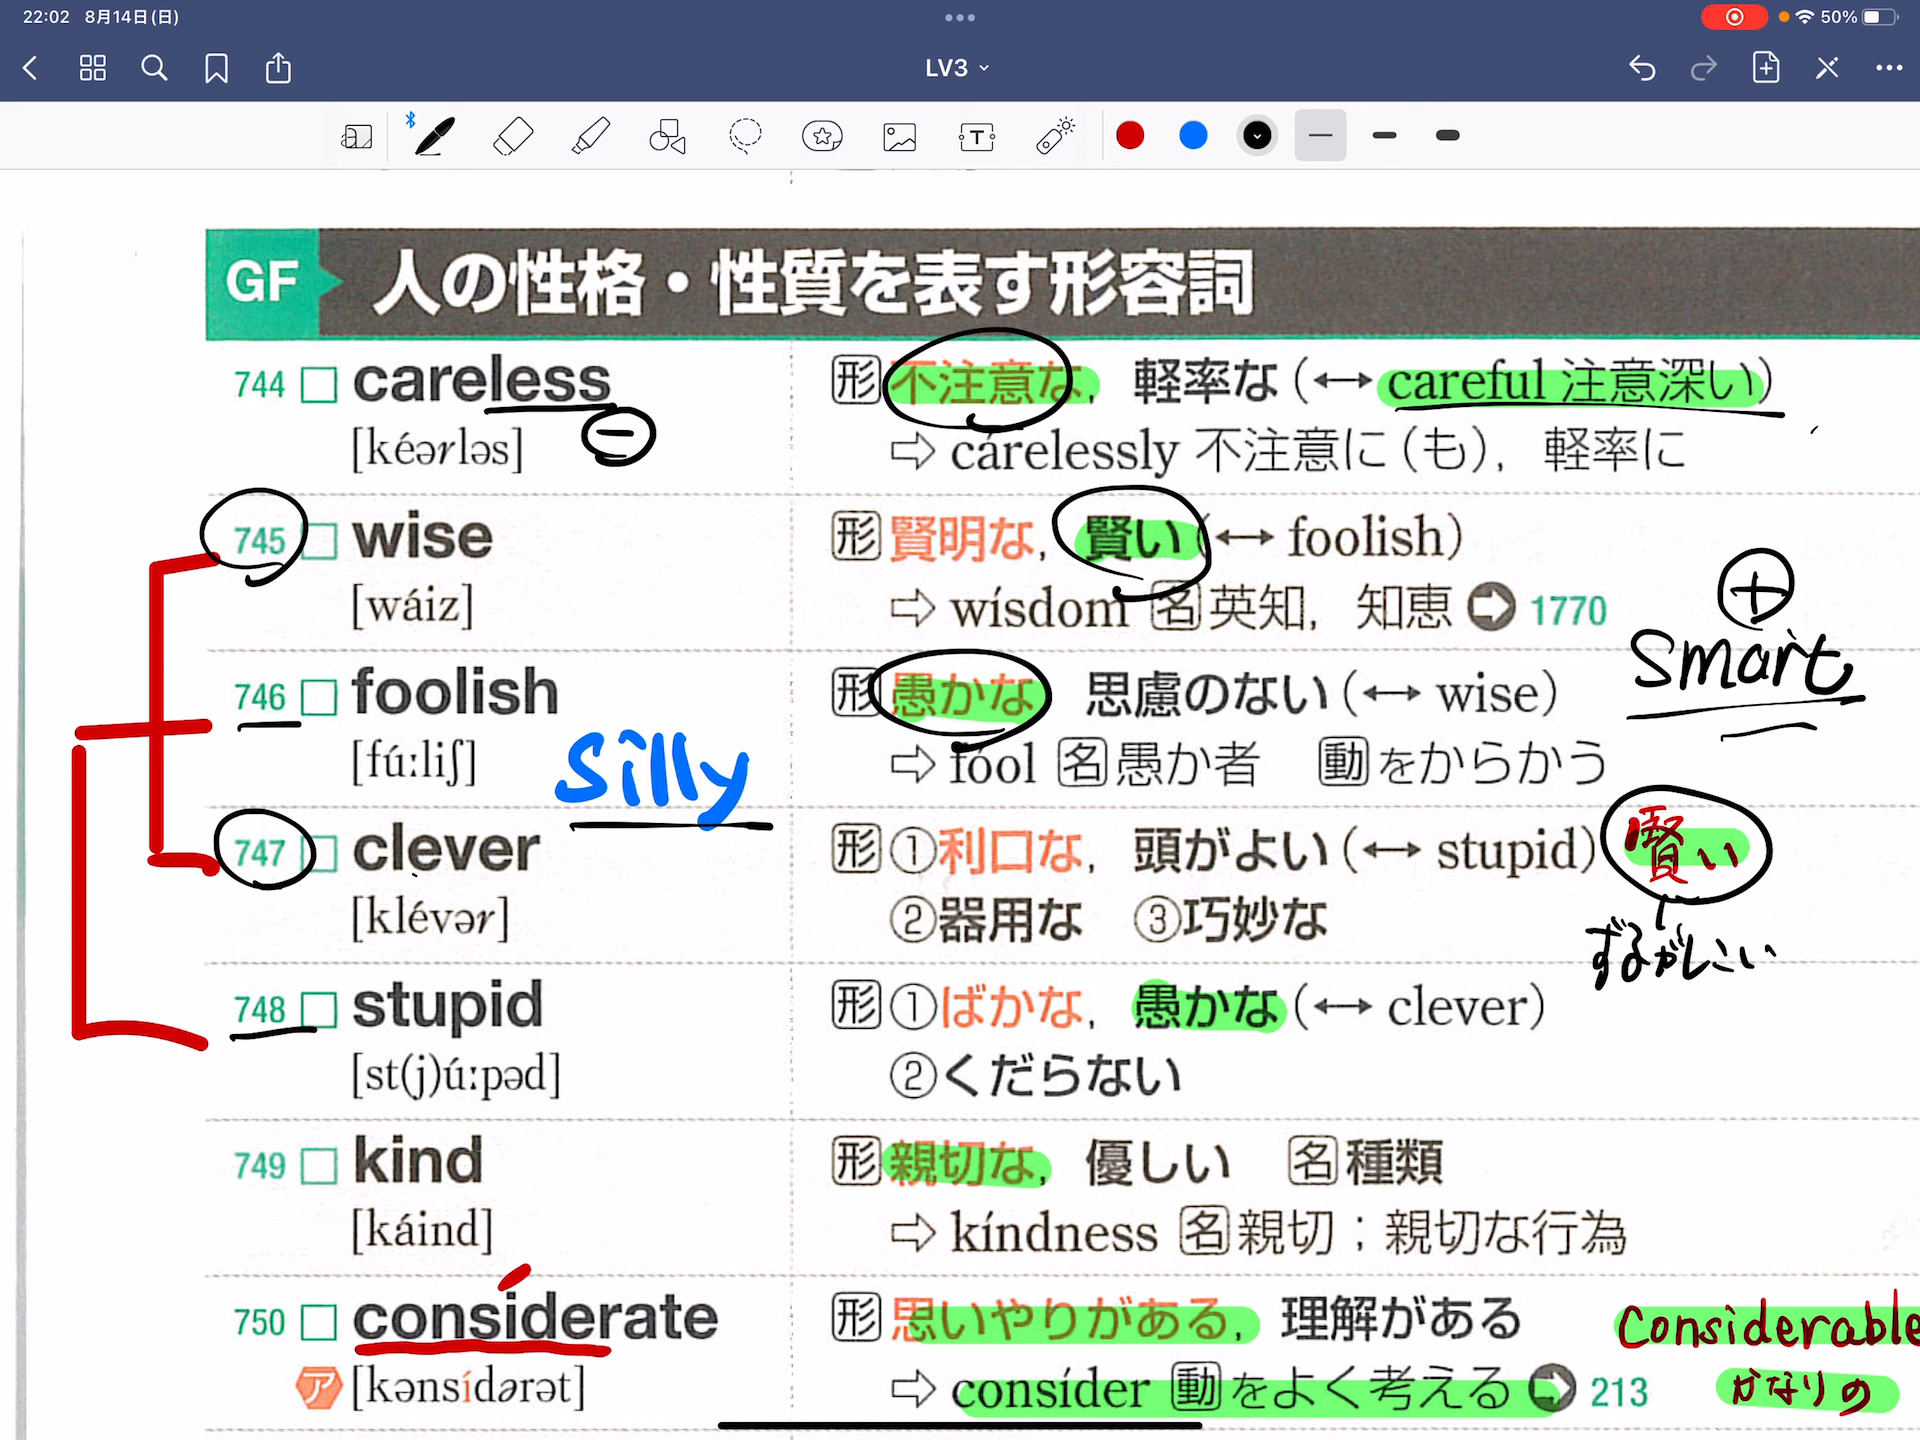 22:02 8月14日(日)
50%
LV3
GF 人の性格・性質を表す形容詞
744 careless 形 不注意な, 軽率な (↔ careful 注意深い)
[kéərləs] ⇨ cárelessly 不注意に(も), 軽率に
745 wise 形 賢明な, 賢い (↔ foolish)
[wáiz] ⇨ wísdom 名 英知, 知恵 ➲ 1770
smart
746 foolish 形 愚かな 思慮のない (↔ wise)
[fúːliʃ] ⇨ fóol 名 愚か者 動 をからかう
silly
747 clever 形 ①利口な, 頭がよい (↔ stupid) 賢い
[klévər] ②器用な ③巧妙な
ずるがしこい
748 stupid 形 ①ばかな, 愚かな (↔ clever)
[st(j)úːpəd] ②くだらない
749 kind 形 親切な, 優しい 名 種類
[káind] ⇨ kíndness 名 親切;親切な行為
750 considerate 形 思いやりがある, 理解がある Considerable
ア [kənsídərət] ⇨ consíder 動 をよく考える ➲ 213 かなりの